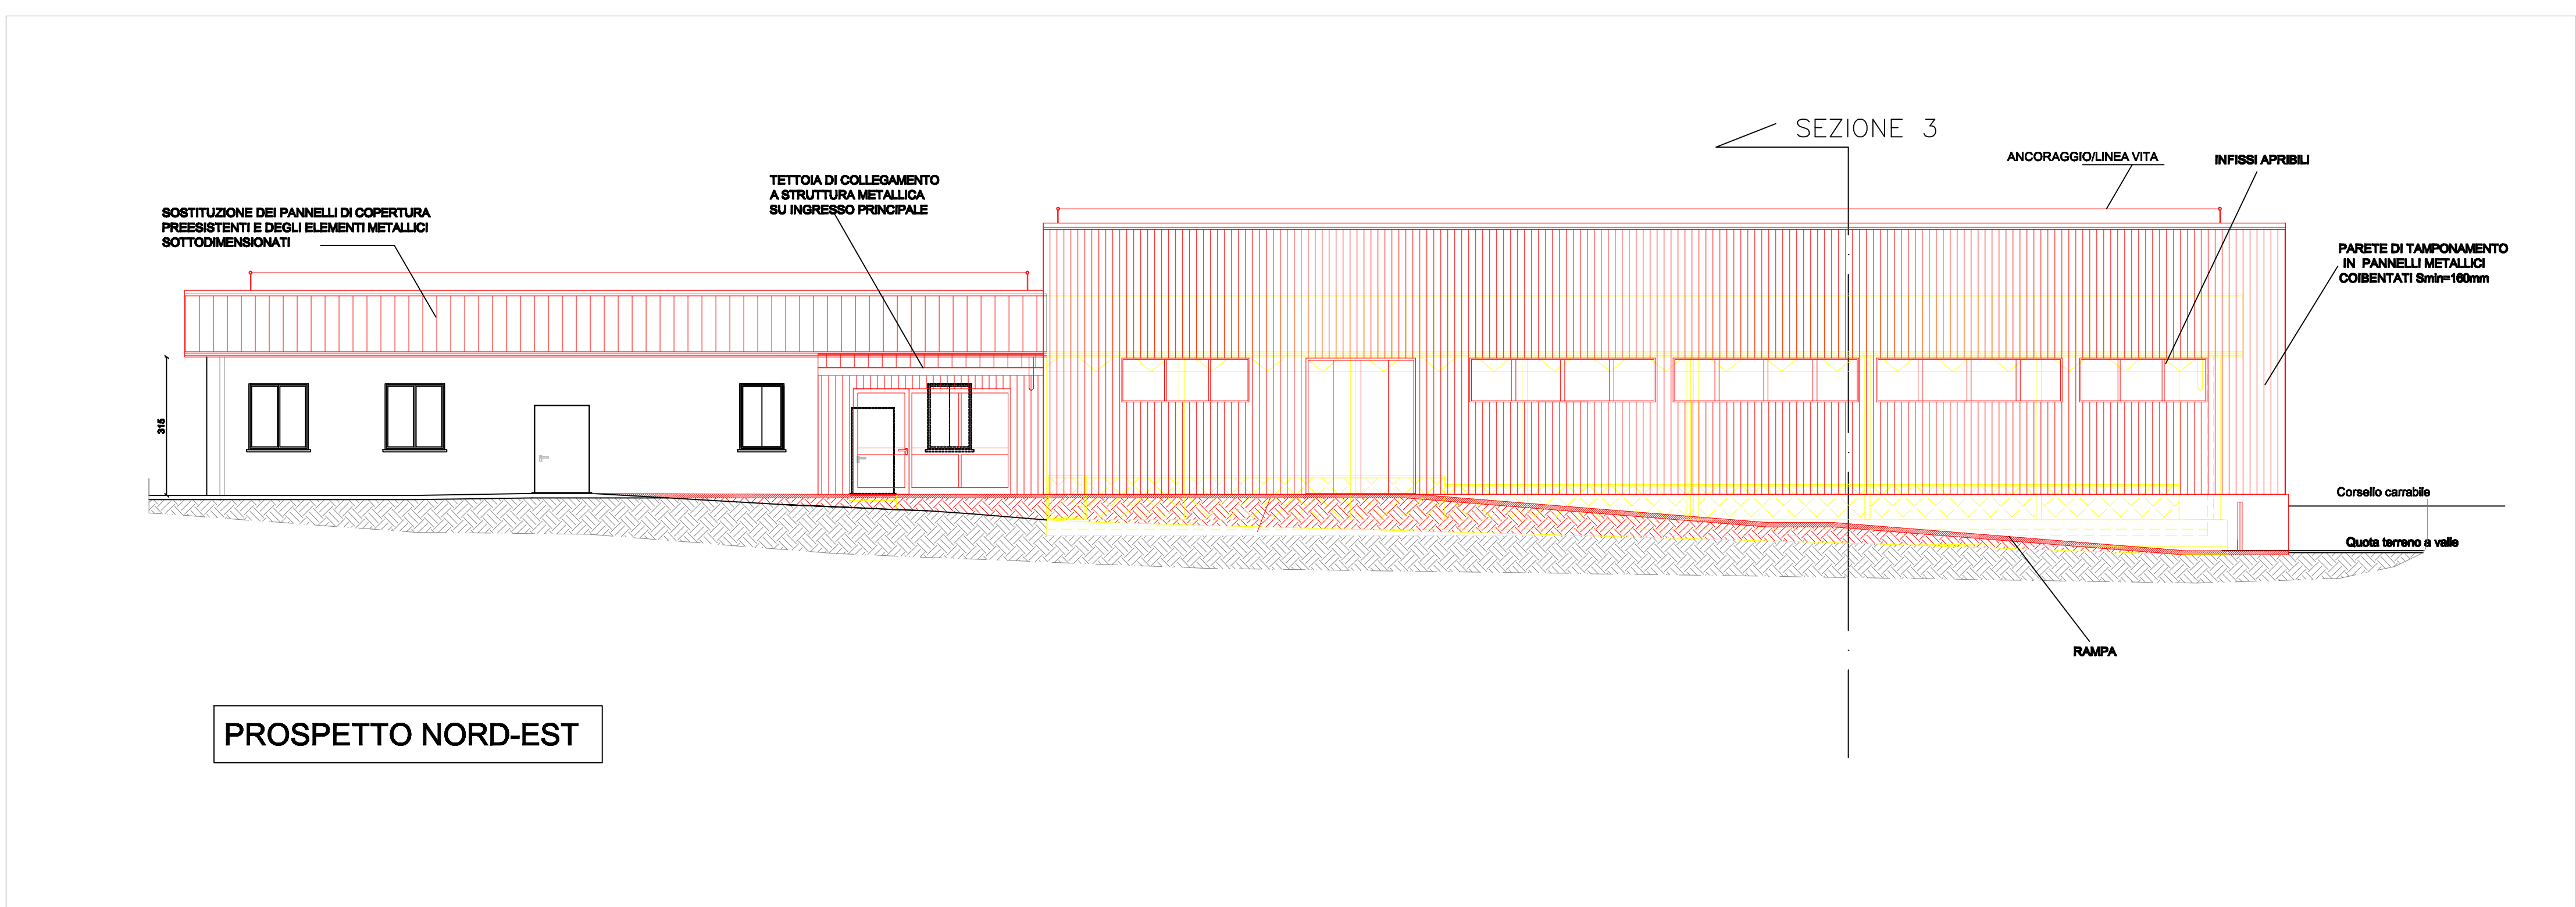 SEZIONE 3
ANCORAGGIO/LINEA VITA
INFISSI APRIBILI
TETTOIA DI COLLEGAMENTO
A STRUTTURA METALLICA
SU INGRESSO PRINCIPALE
SOSTITUZIONE DEI PANNELLI DI COPERTURA
PREESISTENTI E DEGLI ELEMENTI METALLICI
SOTTODIMENSIONATI
PARETE DI TAMPONAMENTO
IN PANNELLI METALLICI
COIBENTATI Smin=160mm
315
Corsello carrabile
Quota terreno a valle
RAMPA
PROSPETTO NORD-EST